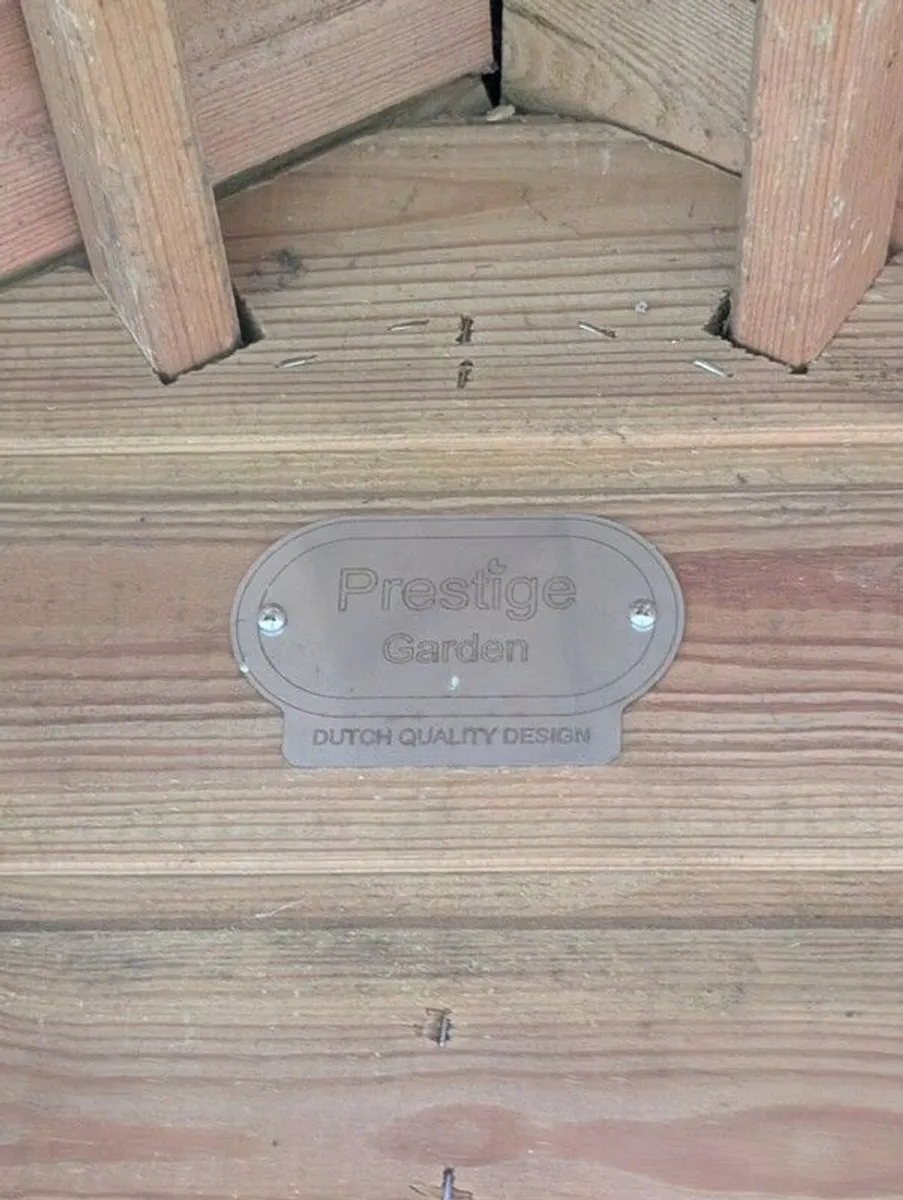 Prestige
Garden
DUTCH QUALITY DESIGN